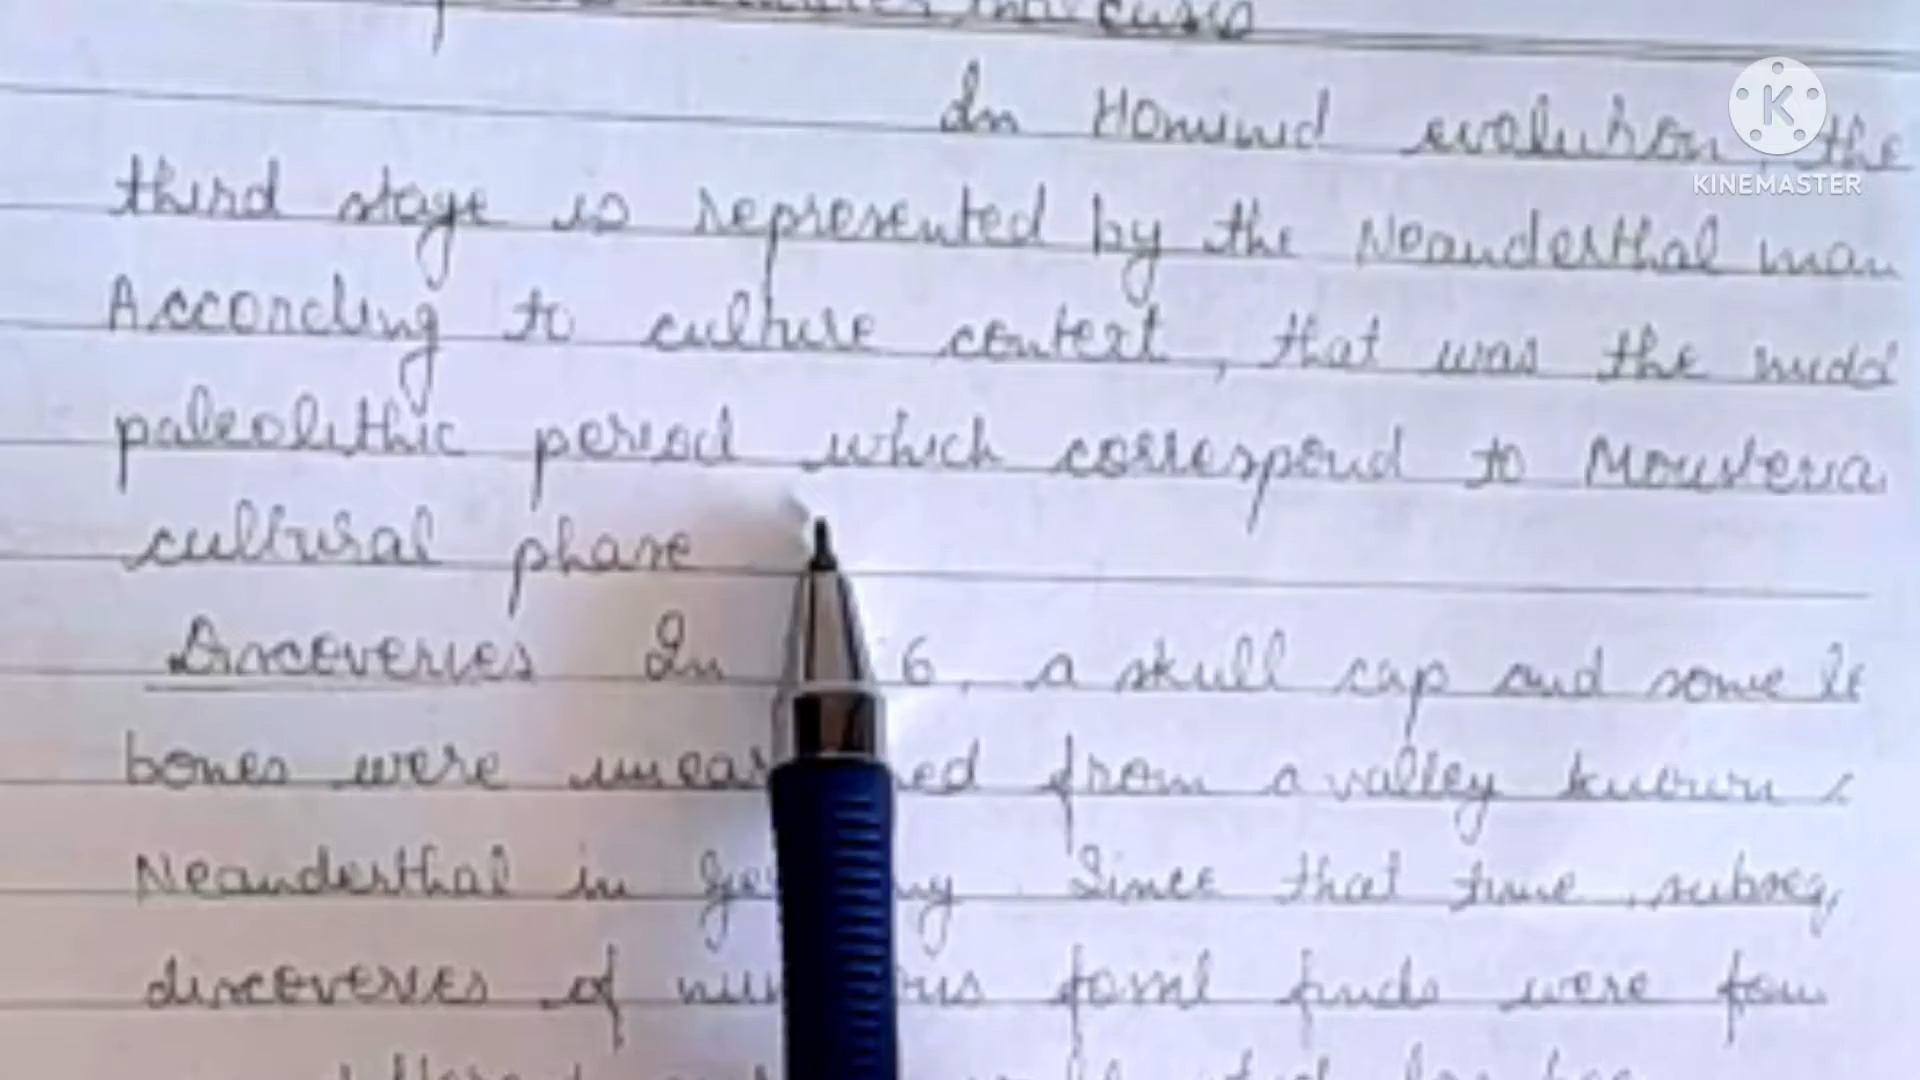 In Hominid evolution, the
KINEMASTER
third stage is represented by the Neanderthal man
According to culture context, that was the midd
paleolithic period which correspond to Mousteria
cultural phase
Discoveries In 6, a skull cap and some
bones were from a valley known
Neanderthal in . Since that time, subseq
discoveries of fossil finds were fou